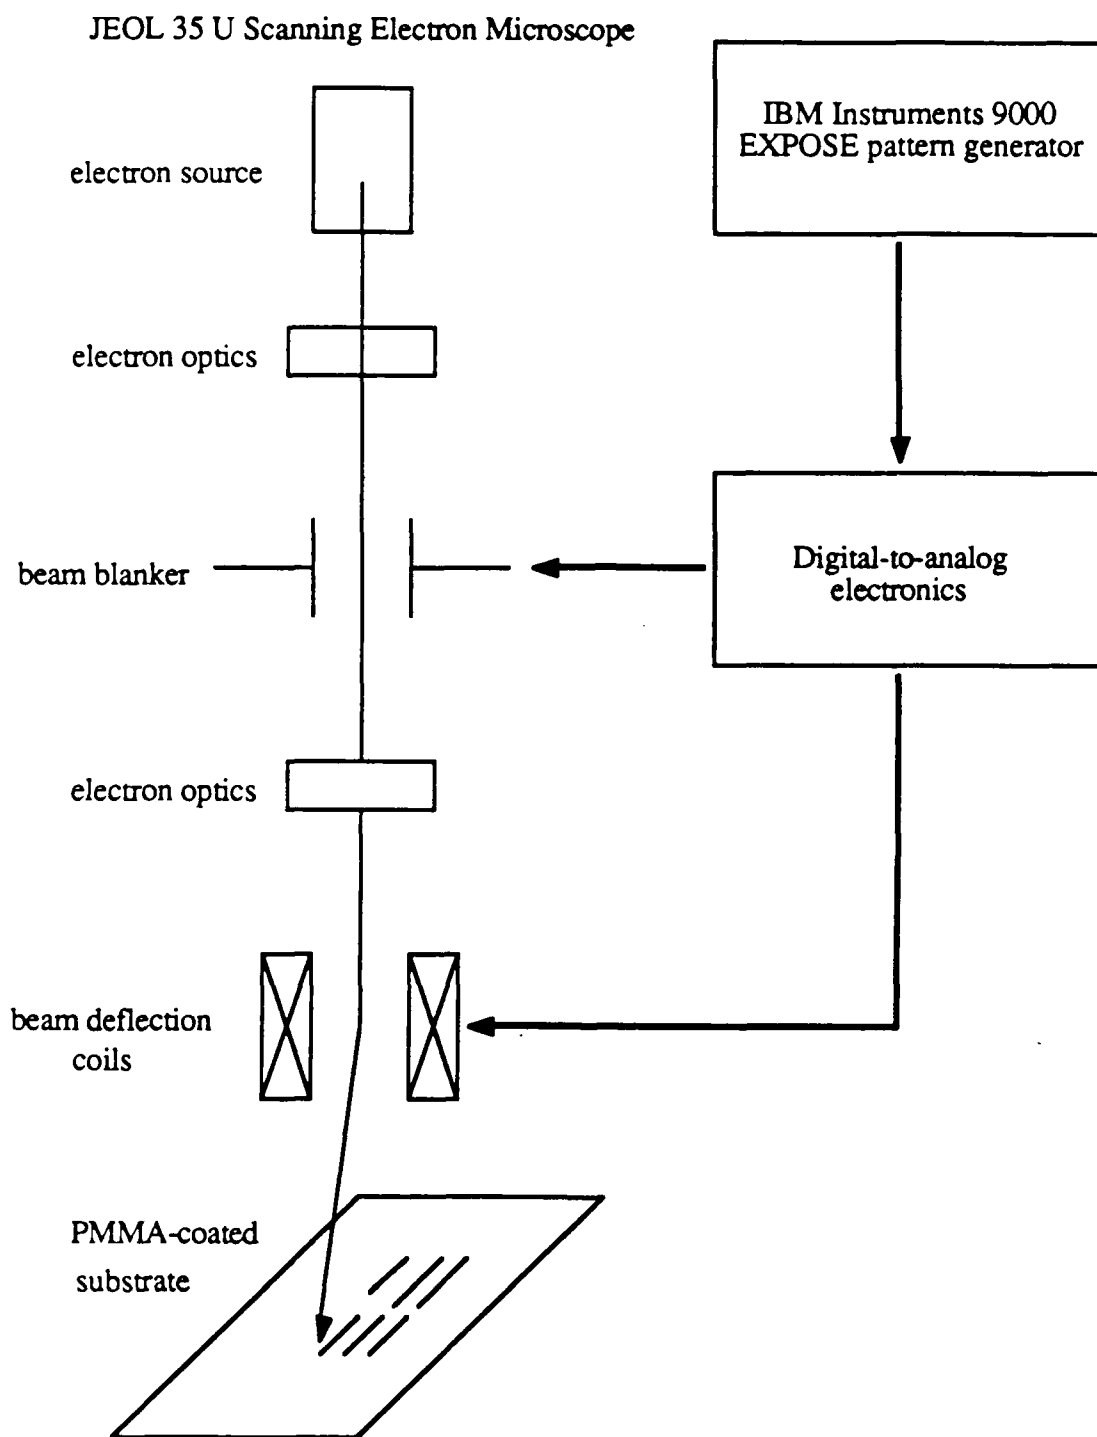 JEOL 35 U Scanning Electron Microscope
IBM Instruments 9000
EXPOSE pattern generator
electron source
electron optics
Digital-to-analog
electronics
beam blanker
electron optics
beam deflection
coils
PMMA-coated
substrate